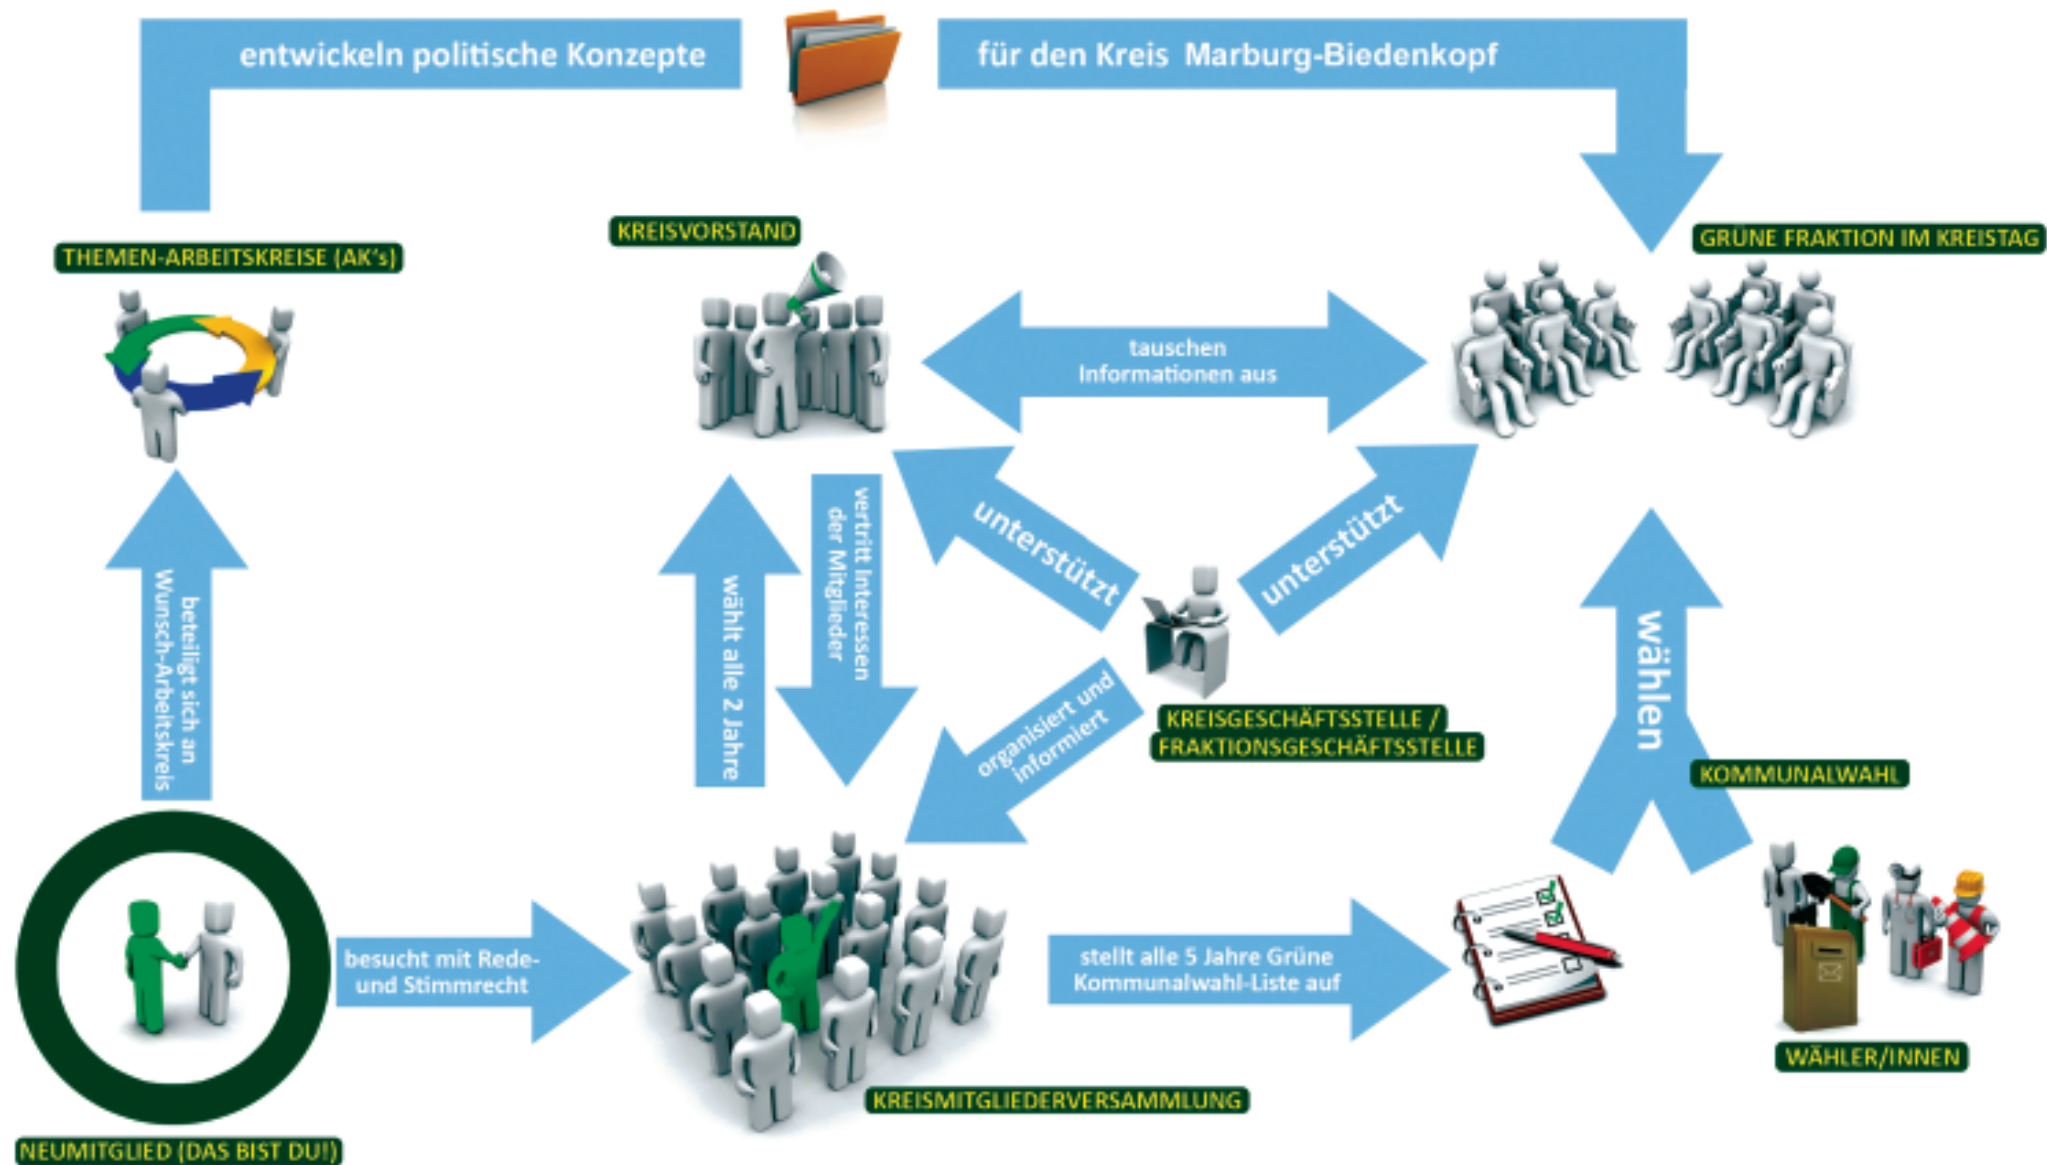 entwickeln politische Konzepte
für den Kreis Marburg-Biedenkopf
KREISVORSTAND
GRÜNE FRAKTION IM KREISTAG
THEMEN-ARBEITSKREISE (AK's)
tauschen
Informationen aus
unterstützt
unterstützt
vertritt Interessen
der Mitglieder
wählt alle 2 Jahre
beteiligt sich an
Wunsch-Arbeitskreis
wählen
organisiert und
informiert
KREISGESCHÄFTSSTELLE /
FRAKTIONSGESCHÄFTSSTELLE
KOMMUNALWAHL
besucht mit Rede-
und Stimmrecht
stellt alle 5 Jahre Grüne
Kommunalwahl-Liste auf
WÄHLER/INNEN
KREISMITGLIEDERVERSAMMLUNG
NEUMITGLIED (DAS BIST DU!)